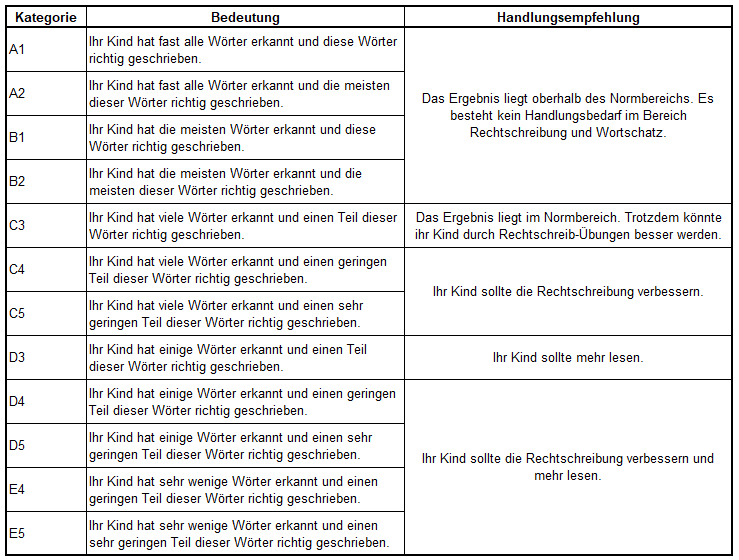 Kategorie Bedeutung Handlungsempfehlung
A1
Ihr Kind hat fast alle Wörter erkannt und diese Wörter
richtig geschrieben.
A2
Ihr Kind hat fast alle Wörter erkannt und die meisten
dieser Wörter richtig geschrieben.
B1
Ihr Kind hat die meisten Wörter erkannt und diese
Wörter richtig geschrieben.
B2
Ihr Kind hat die meisten Wörter erkannt und die
meisten dieser Wörter richtig geschrieben.
Das Ergebnis liegt oberhalb des Normbereichs. Es
besteht kein Handlungsbedarf im Bereich
Rechtschreibung und Wortschatz.
C3
Ihr Kind hat viele Wörter erkannt und einen Teil dieser
Wörter richtig geschrieben.
Das Ergebnis liegt im Normbereich. Trotzdem könnte
ihr Kind durch Rechtschreib-Übungen besser werden.
C4
Ihr Kind hat viele Wörter erkannt und einen geringen
Teil dieser Wörter richtig geschrieben.
C5
Ihr Kind hat viele Wörter erkannt und einen sehr
geringen Teil dieser Wörter richtig geschrieben.
Ihr Kind sollte die Rechtschreibung verbessern.
D3
Ihr Kind hat einige Wörter erkannt und einen Teil
dieser Wörter richtig geschrieben.
Ihr Kind sollte mehr lesen.
D4
Ihr Kind hat einige Wörter erkannt und einen geringen
Teil dieser Wörter richtig geschrieben.
D5
Ihr Kind hat einige Wörter erkannt und einen sehr
geringen Teil dieser Wörter richtig geschrieben.
E4
Ihr Kind hat sehr wenige Wörter erkannt und einen
geringen Teil dieser Wörter richtig geschrieben.
E5
Ihr Kind hat sehr wenige Wörter erkannt und einen
sehr geringen Teil dieser Wörter richtig geschrieben.
Ihr Kind sollte die Rechtschreibung verbessern und
mehr lesen.